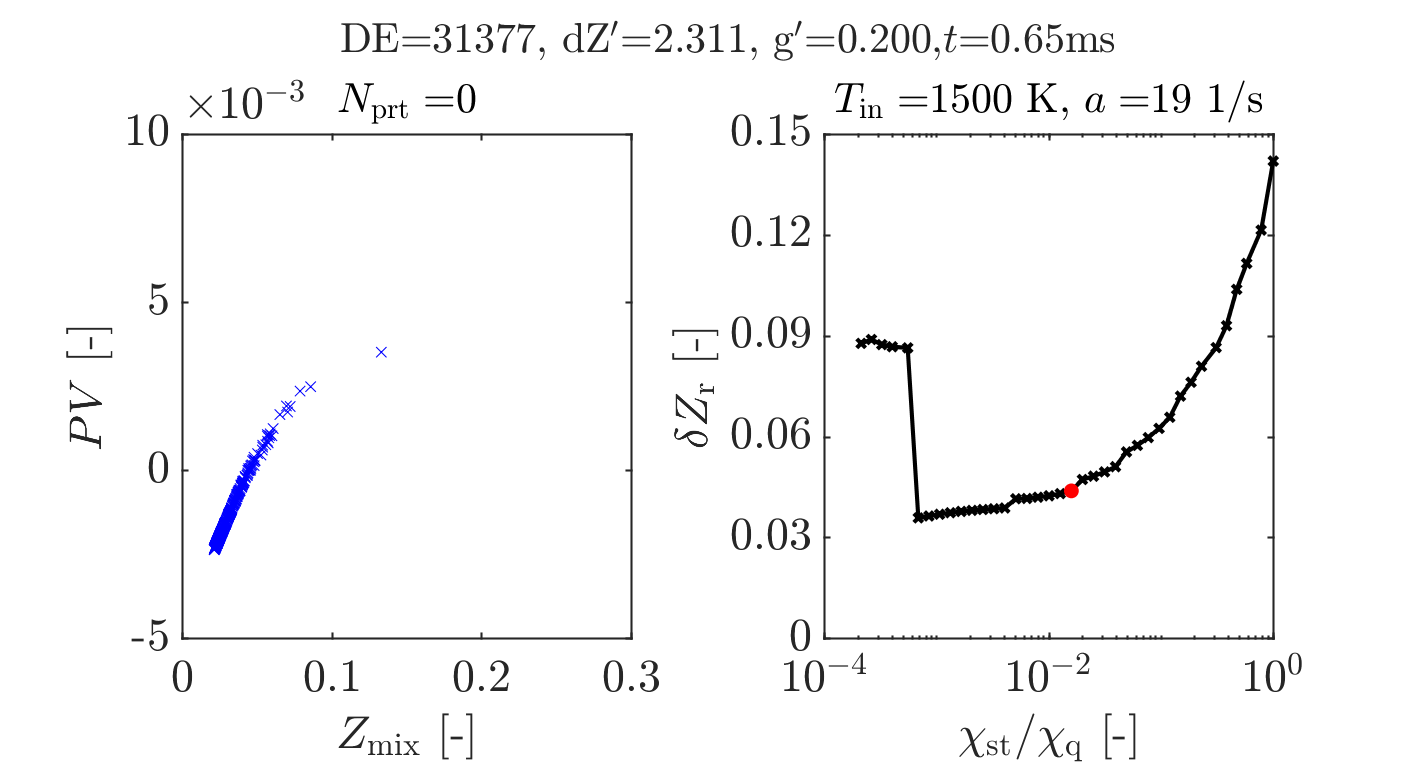 DE=31377, dZ′=2.311, g′=0.200,t=0.65ms
×10⁻³ N_prt =0
10
5
0
-5
0 0.1 0.2 0.3
PV [-]
Z_mix [-]
T_in =1500 K, a =19 1/s
0.15
0.12
0.09
0.06
0.03
0
10⁻⁴ 10⁻² 10⁰
δZ_r [-]
χ_st/χ_q [-]